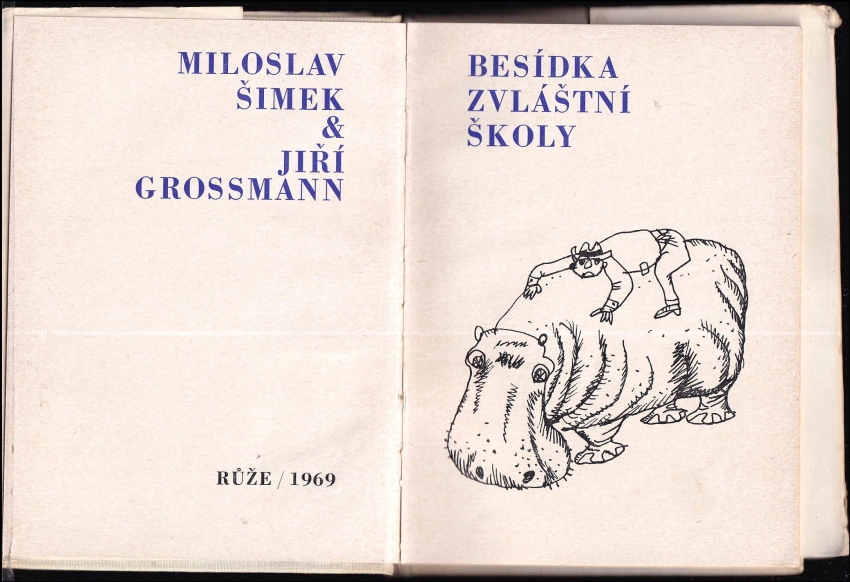 MILOSLAV
ŠIMEK
&
JIŘÍ
GROSSMANN
RŮŽE / 1969
BESÍDKA
ZVLÁŠTNÍ
ŠKOLY